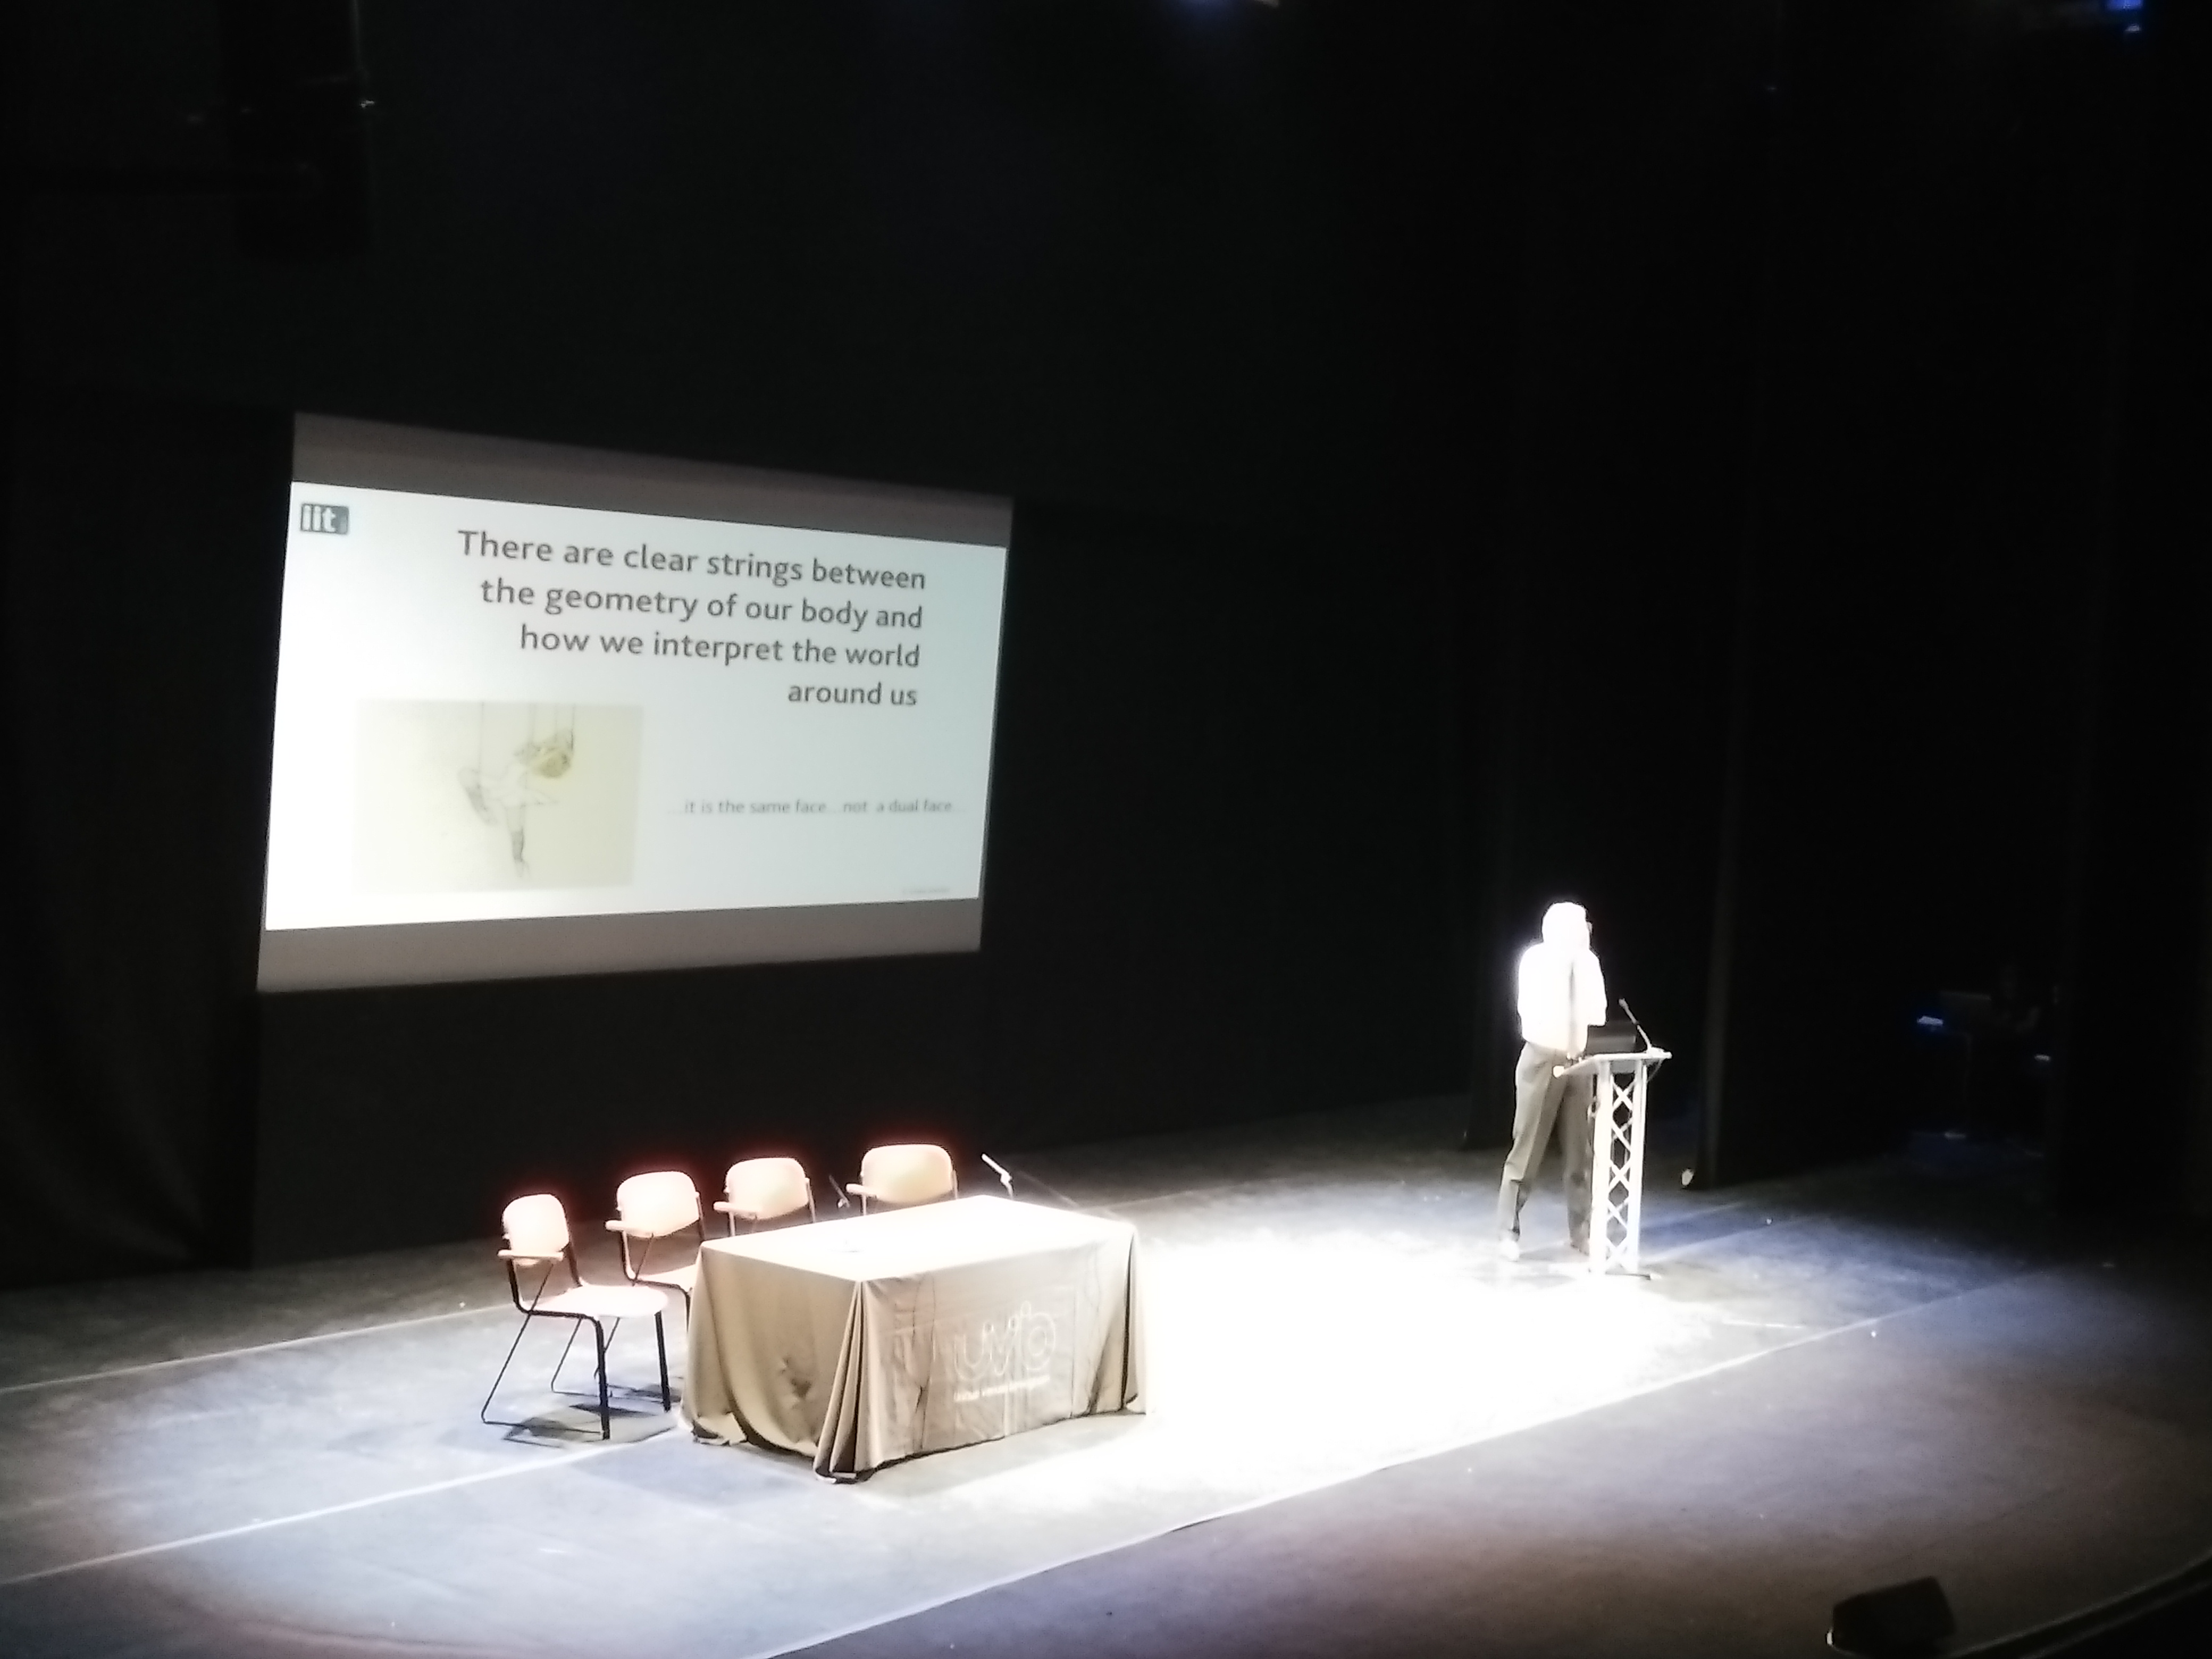 iit
There are clear strings between
the geometry of our body and
how we interpret the world
around us
...it is the same face...not a dual face...
uvic